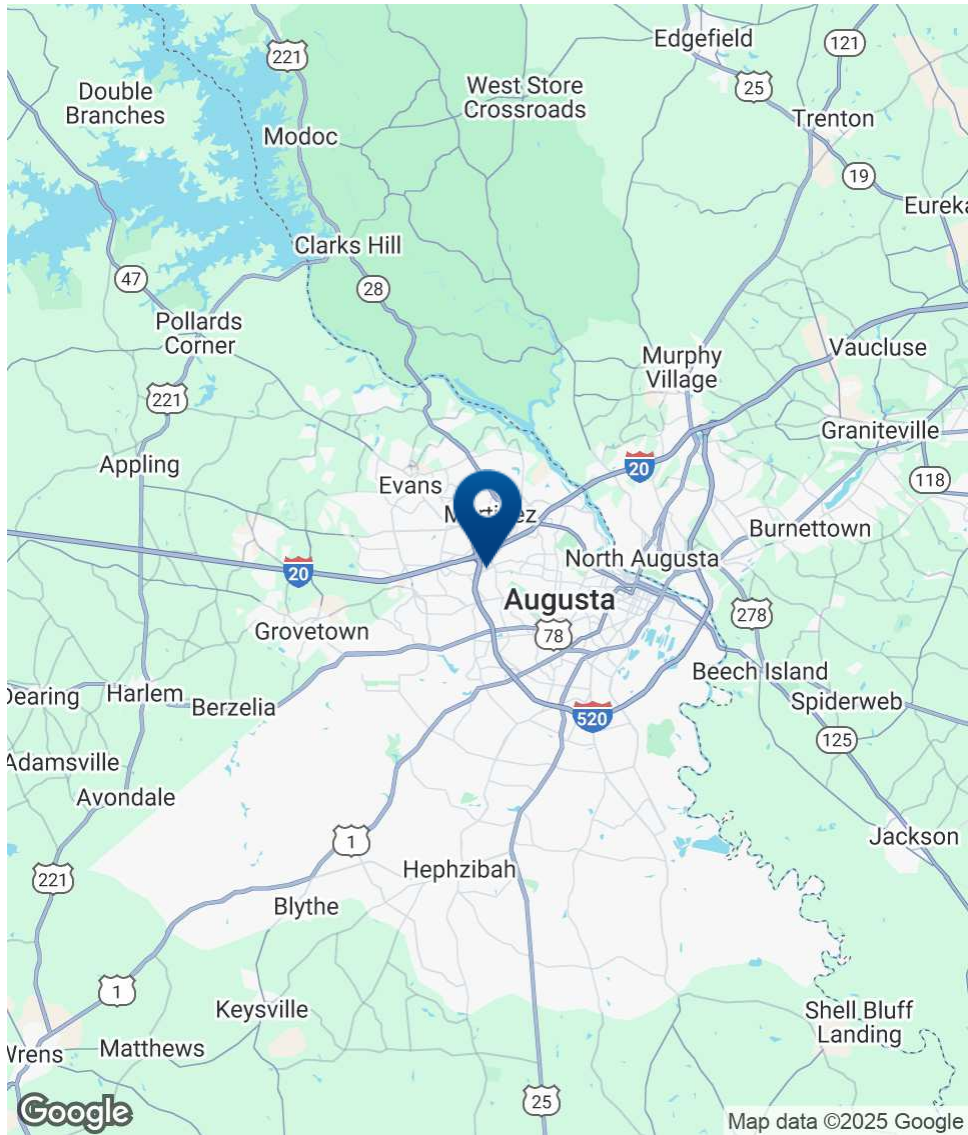 Edgefield
121
221
25
West Store
Crossroads
Double
Branches
Trenton
Modoc
19
Eureka
Clarks Hill
47
28
Pollards
Corner
Vaucluse
Murphy
Village
221
Graniteville
Appling
20
118
Evans
Martinez
Burnettown
North Augusta
20
Augusta
278
Grovetown
78
Beech Island
Dearing
Harlem
Berzelia
Spiderweb
520
125
Adamsville
Avondale
Jackson
1
Hephzibah
221
Blythe
1
Keysville
Shell Bluff
Landing
Wrens
Matthews
25
Google
Map data ©2025 Google